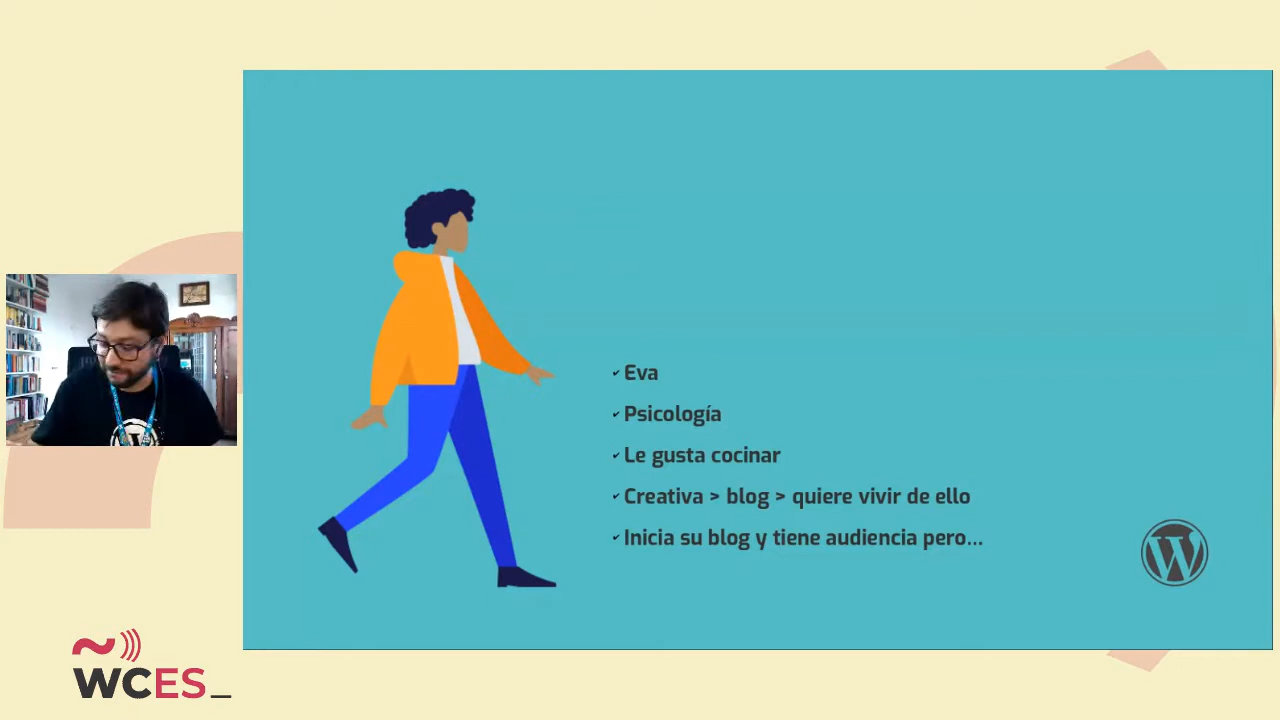 Eva
Psicología
Le gusta cocinar
Creativa > blog > quiere vivir de ello
Inicia su blog y tiene audiencia pero...
WCES_